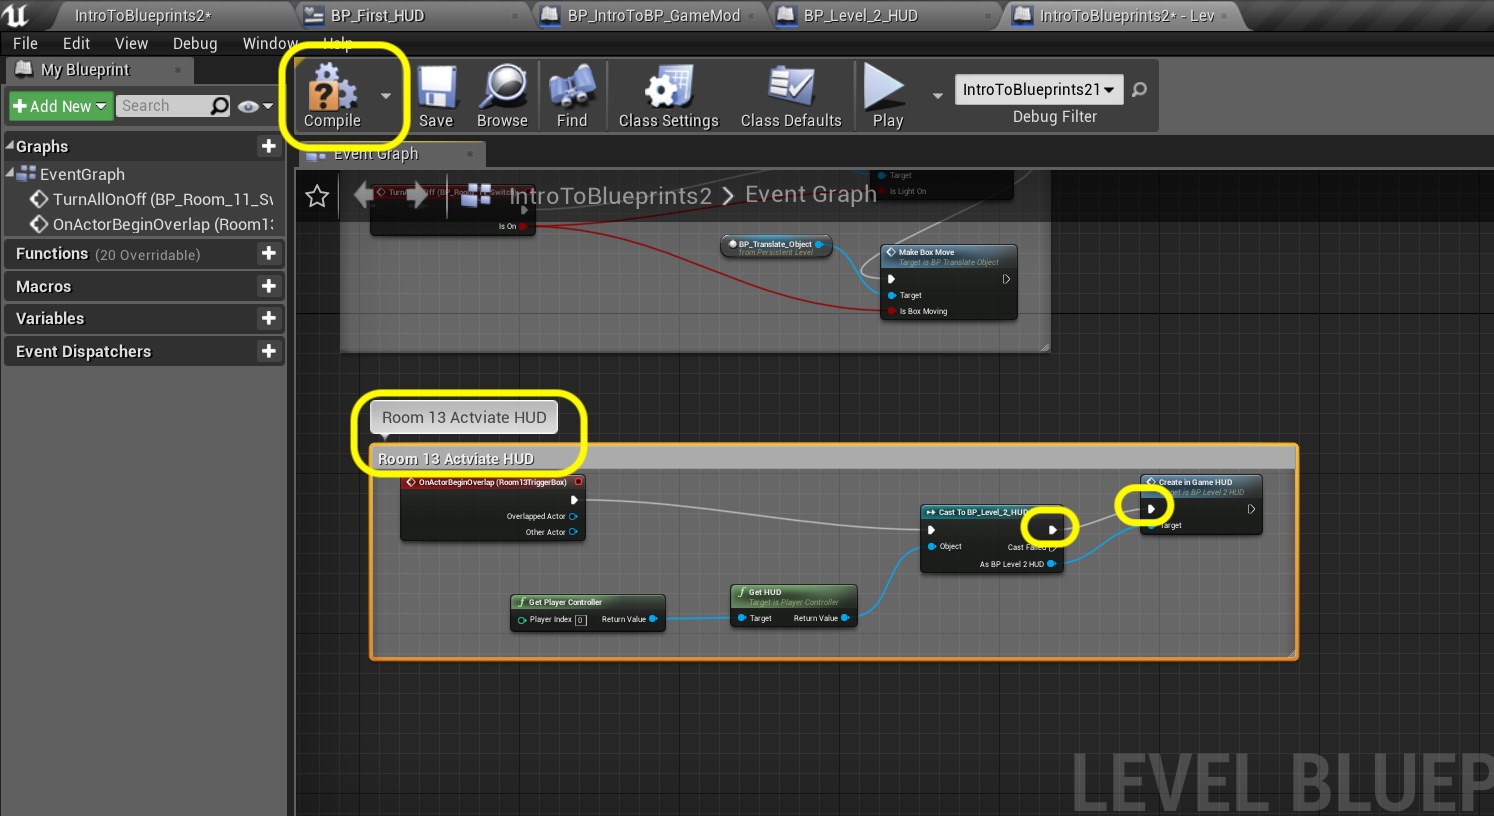 IntroToBlueprints2*
BP_First_HUD
BP_IntroToBP_GameMod
BP_Level_2_HUD
IntroToBlueprints2* - Lev
File Edit View Debug Window Help
My Blueprint
Add New
Search
Compile
Save
Browse
Find
Class Settings
Class Defaults
Play
IntroToBlueprints21
Debug Filter
Graphs
EventGraph
TurnAllOnOff (BP_Room_11_Sv
OnActorBeginOverlap (Room1
Functions (20 Overridable)
Macros
Variables
Event Dispatchers
Event Graph
IntroToBlueprints2 > Event Graph
Is On
Target
Is Light On
BP_Translate_Object
from Persistent Level
Make Box Move
Target is BP Translate Object
Target
Is Box Moving
Room 13 Actviate HUD
Room 13 Actviate HUD
OnActorBeginOverlap (Room13TriggerBox)
Overlapped Actor
Other Actor
Get Player Controller
Player Index 0 Return Value
Get HUD
Target is Player Controller
Target Return Value
Cast To BP_Level_2_HUD
Object
Cast Failed
As BP Level 2 HUD
Create in Game HUD
Target is BP Level 2 HUD
Target
LEVEL BLUEP